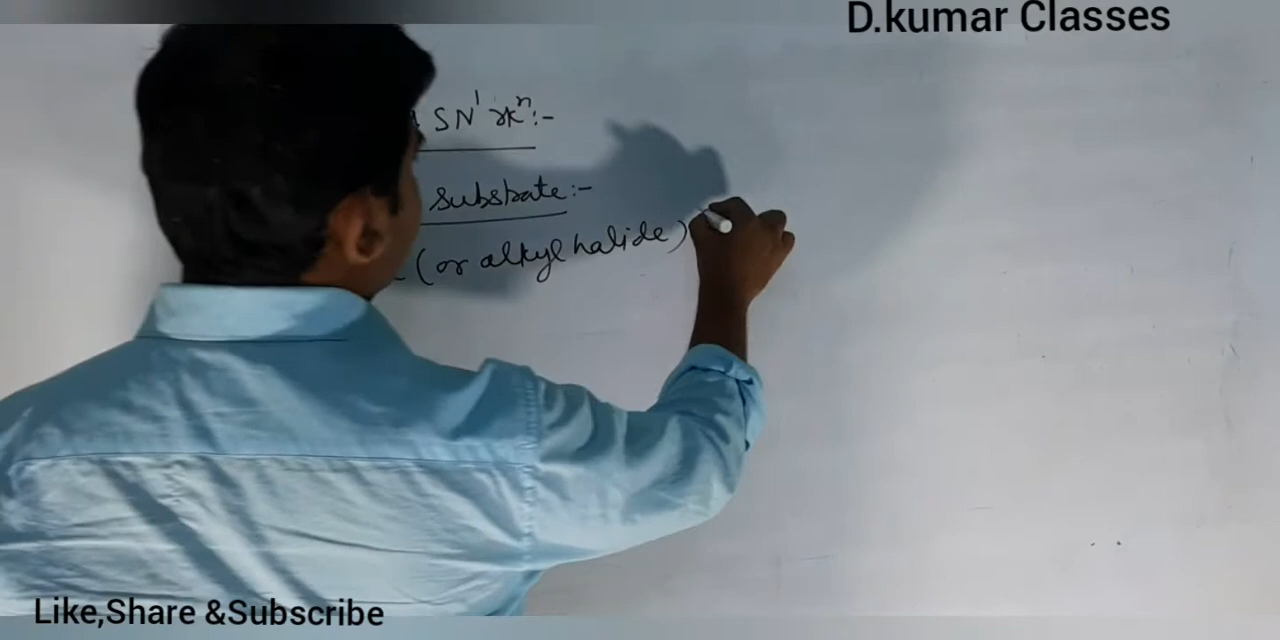 D.kumar Classes
SN¹ rxⁿ:-
substrate:-
(or alkyl halide)
Like,Share &Subscribe